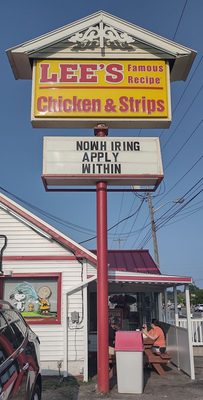 LEE'S Famous Recipe
Chicken & Strips
NOWH IRING
APPLY
WITHIN